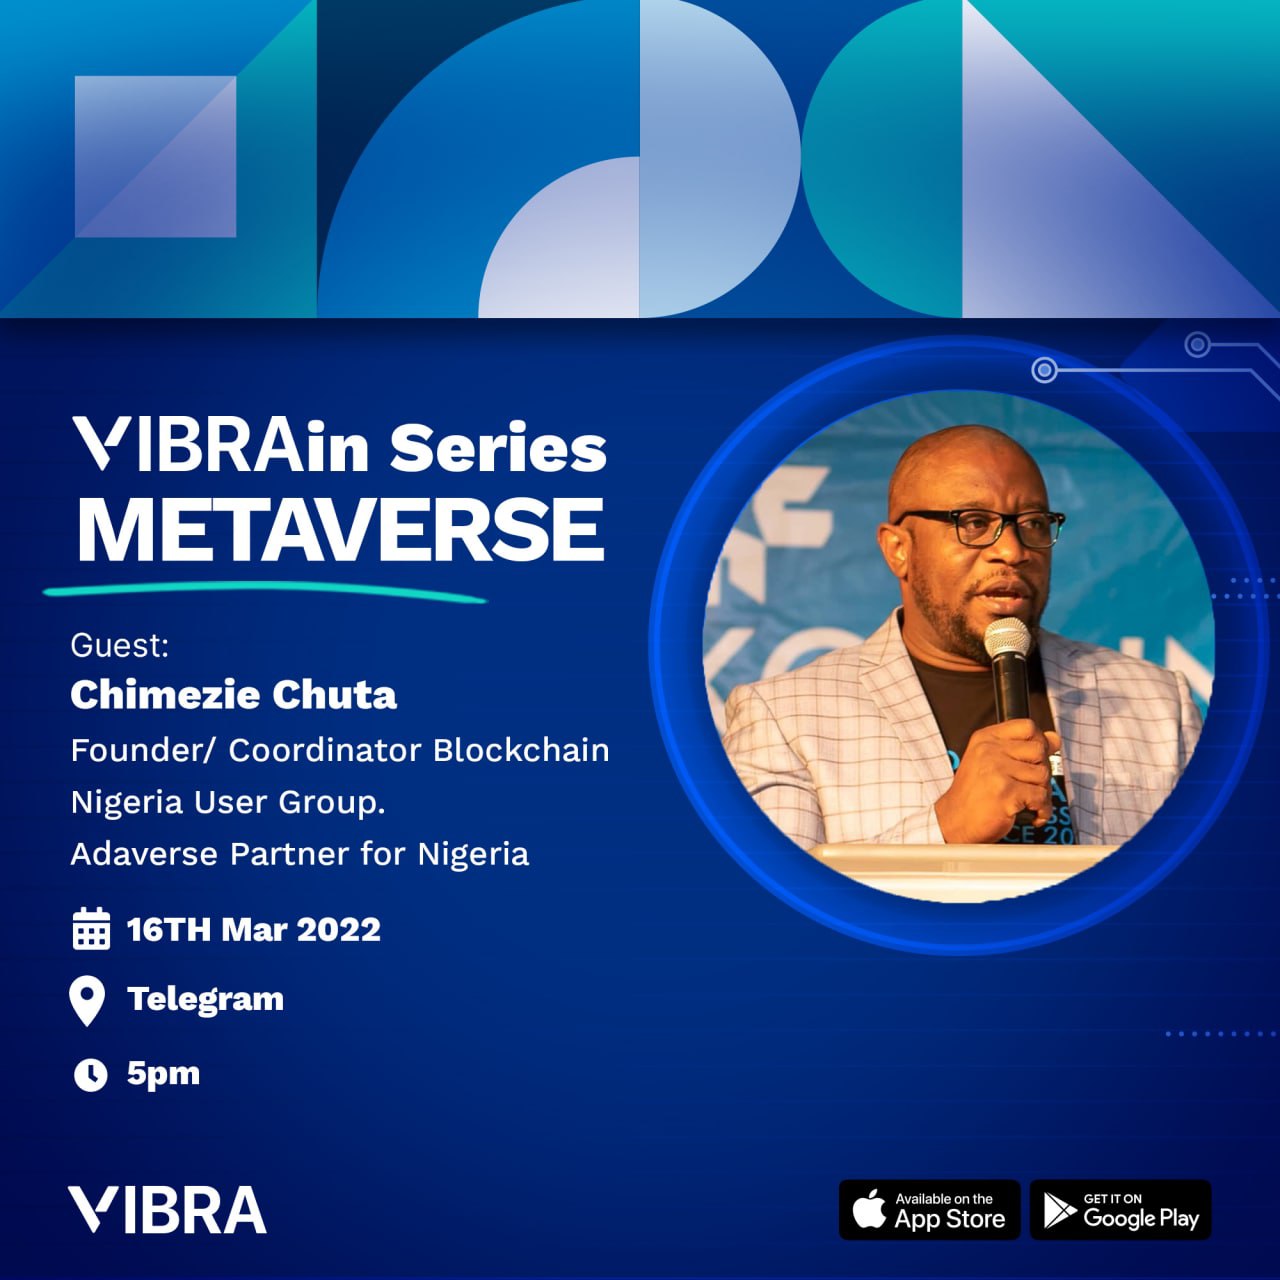 VIBRAin Series
METAVERSE
Guest:
Chimezie Chuta
Founder/ Coordinator Blockchain
Nigeria User Group.
Adaverse Partner for Nigeria
16TH Mar 2022
Telegram
5pm
VIBRA
Available on the
App Store
GET IT ON
Google Play